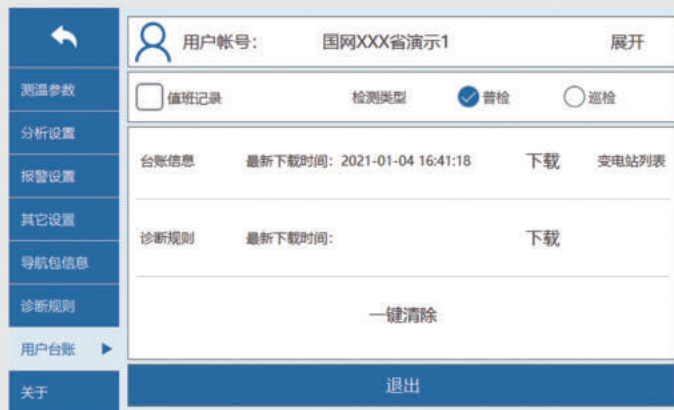 用户帐号： 国网XXX省演示1 展开
测温参数
值班记录 检测类型 普检 巡检
分析设置
报警设置
台账信息 最新下载时间：2021-01-04 16:41:18 下载 变电站列表
其它设置
诊断规则 最新下载时间： 下载
导航包信息
诊断规则
一键清除
用户台账
关于
退出